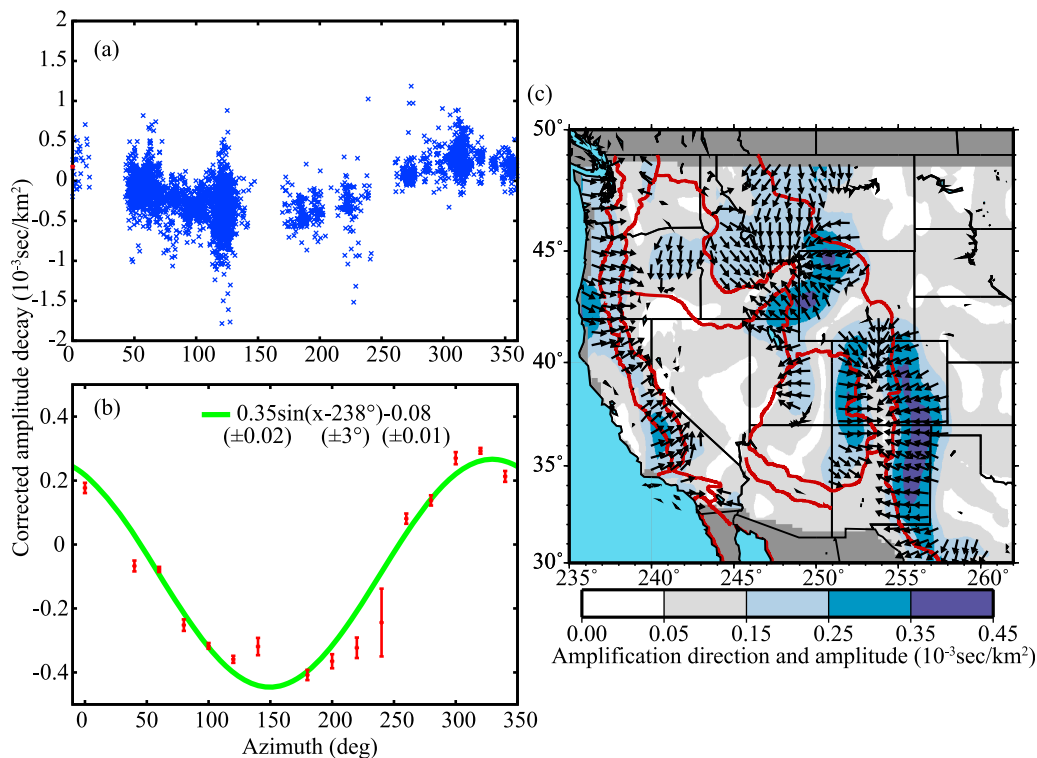 (a)
2
1.5
1
0.5
0
-0.5
-1
-1.5
-2
0 50 100 150 200 250 300 350
Corrected amplitude decay (10⁻³sec/km²)
(b)
0.35sin(x-238°)-0.08
(±0.02) (±3°) (±0.01)
0.4
0.2
0
-0.2
-0.4
0 50 100 150 200 250 300 350
Azimuth (deg)
(c)
50°
45°
40°
35°
30°
235° 240° 245° 250° 255° 260°
0.00 0.05 0.15 0.25 0.35 0.45
Amplification direction and amplitude (10⁻³sec/km²)